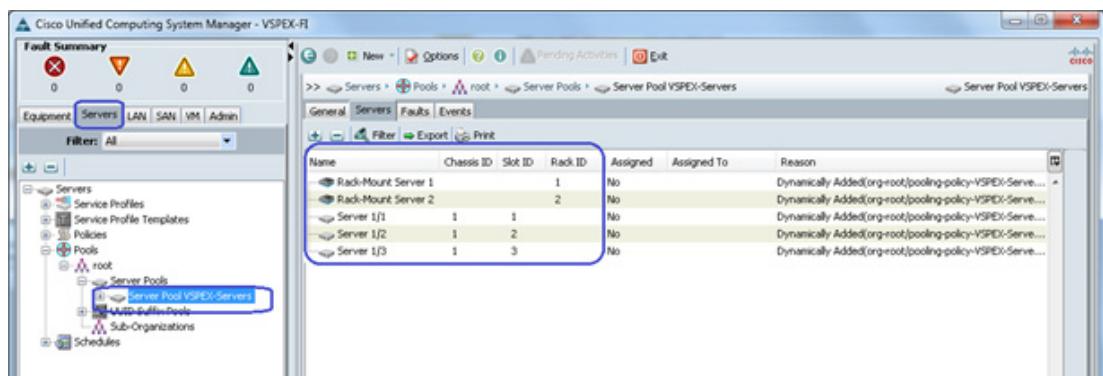 Cisco Unified Computing System Manager - VSPEX-FI
Fault Summary
0 0 0 0
New Options Pending Activities Exit
CISCO
>> Servers Pools root Server Pools Server Pool VSPEX-Servers Server Pool VSPEX-Servers
Equipment Servers LAN SAN VM Admin
General Servers Faults Events
Filter: All
Filter Export Print
Name Chassis ID Slot ID Rack ID Assigned Assigned To Reason
Rack-Mount Server 1 1 No Dynamically Added(org-root/pooling-policy-VSPEX-Serve....
Rack-Mount Server 2 2 No Dynamically Added(org-root/pooling-policy-VSPEX-Serve....
Server 1/1 1 1 No Dynamically Added(org-root/pooling-policy-VSPEX-Serve....
Server 1/2 1 2 No Dynamically Added(org-root/pooling-policy-VSPEX-Serve....
Server 1/3 1 3 No Dynamically Added(org-root/pooling-policy-VSPEX-Serve....
Servers
Service Profiles
Service Profile Templates
Policies
Pools
root
Server Pools
Server Pool VSPEX-Servers
UUID Suffix Pools
Sub-Organizations
Schedules